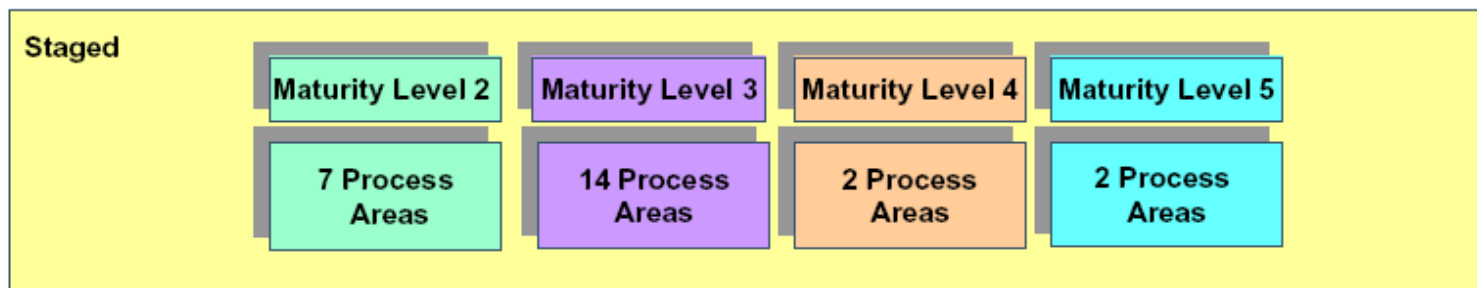 Staged
Maturity Level 2
Maturity Level 3
Maturity Level 4
Maturity Level 5
7 Process
Areas
14 Process
Areas
2 Process
Areas
2 Process
Areas